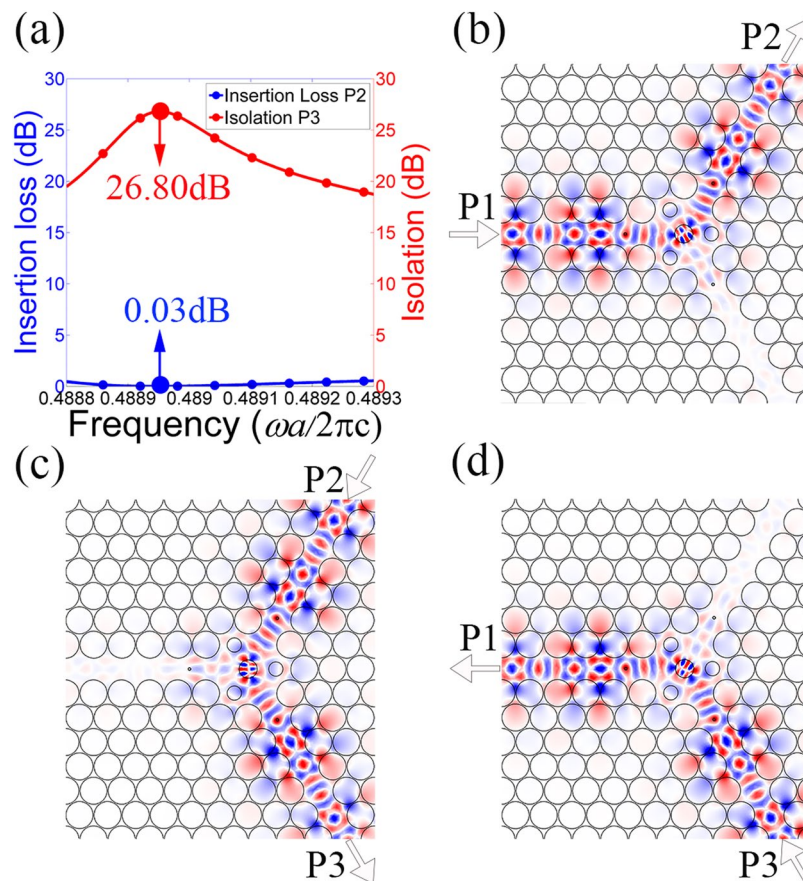 (a)
30
25
20
15
10
5
0
Insertion loss (dB)
Insertion Loss P2
Isolation P3
26.80dB
0.03dB
30
25
20
15
10
5
0
Isolation (dB)
0.4888 0.4889 0.489 0.4891 0.4892 0.4893
Frequency (ωa/2πc)
(b)
P2
P1
(c)
P2
P3
(d)
P1
P3